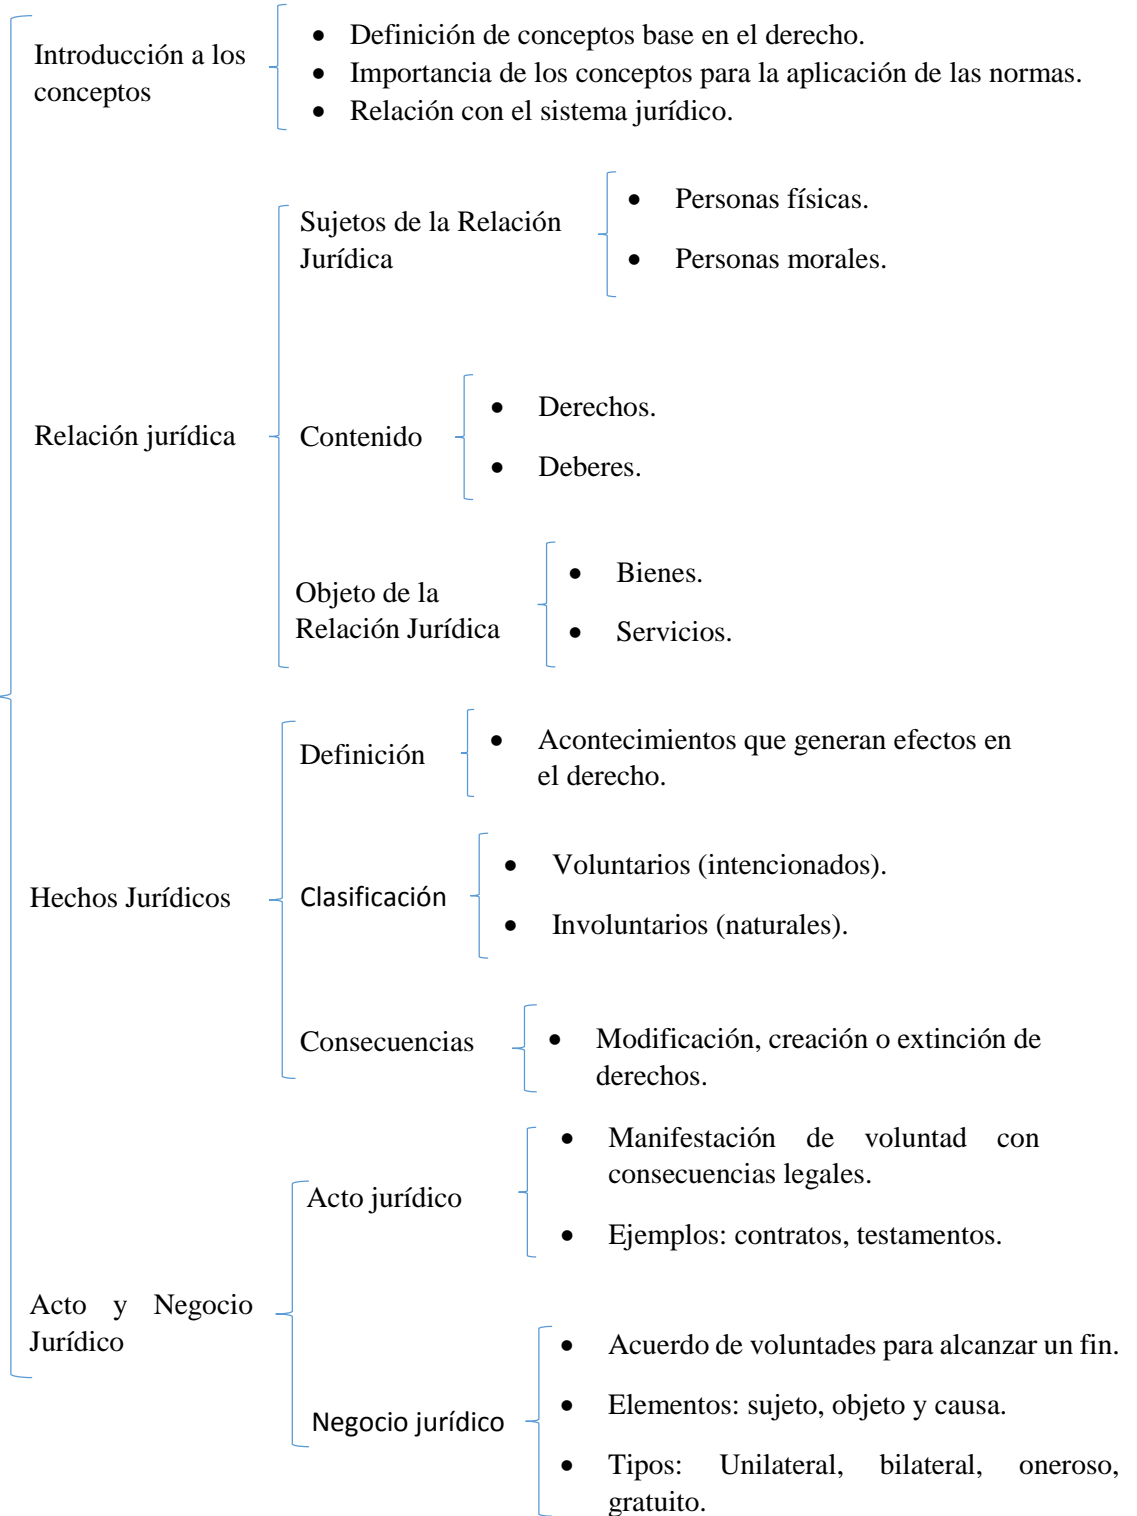 Introducción a los
conceptos
• Definición de conceptos base en el derecho.
• Importancia de los conceptos para la aplicación de las normas.
• Relación con el sistema jurídico.
Relación jurídica
Sujetos de la Relación
Jurídica
• Personas físicas.
• Personas morales.
Contenido
• Derechos.
• Deberes.
Objeto de la
Relación Jurídica
• Bienes.
• Servicios.
Hechos Jurídicos
Definición
• Acontecimientos que generan efectos en
el derecho.
Clasificación
• Voluntarios (intencionados).
• Involuntarios (naturales).
Consecuencias
• Modificación, creación o extinción de
derechos.
Acto y Negocio
Jurídico
Acto jurídico
• Manifestación de voluntad con
consecuencias legales.
• Ejemplos: contratos, testamentos.
Negocio jurídico
• Acuerdo de voluntades para alcanzar un fin.
• Elementos: sujeto, objeto y causa.
• Tipos: Unilateral, bilateral, oneroso,
gratuito.